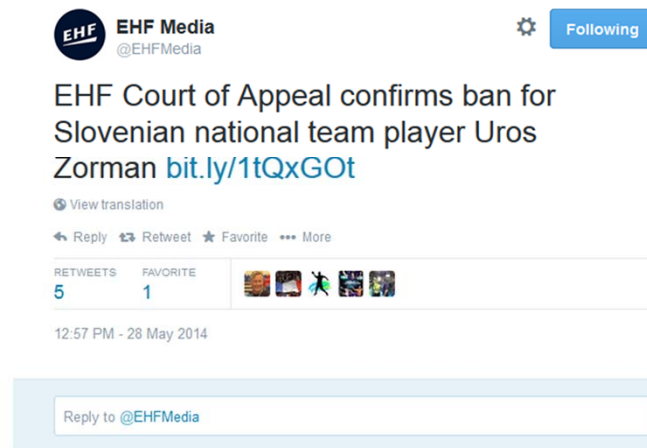 EHF
EHF Media
@EHFMedia
Following
EHF Court of Appeal confirms ban for
Slovenian national team player Uros
Zorman bit.ly/1tQxGOt
View translation
Reply Retweet Favorite ••• More
RETWEETS FAVORITE
5 1
12:57 PM - 28 May 2014
Reply to @EHFMedia